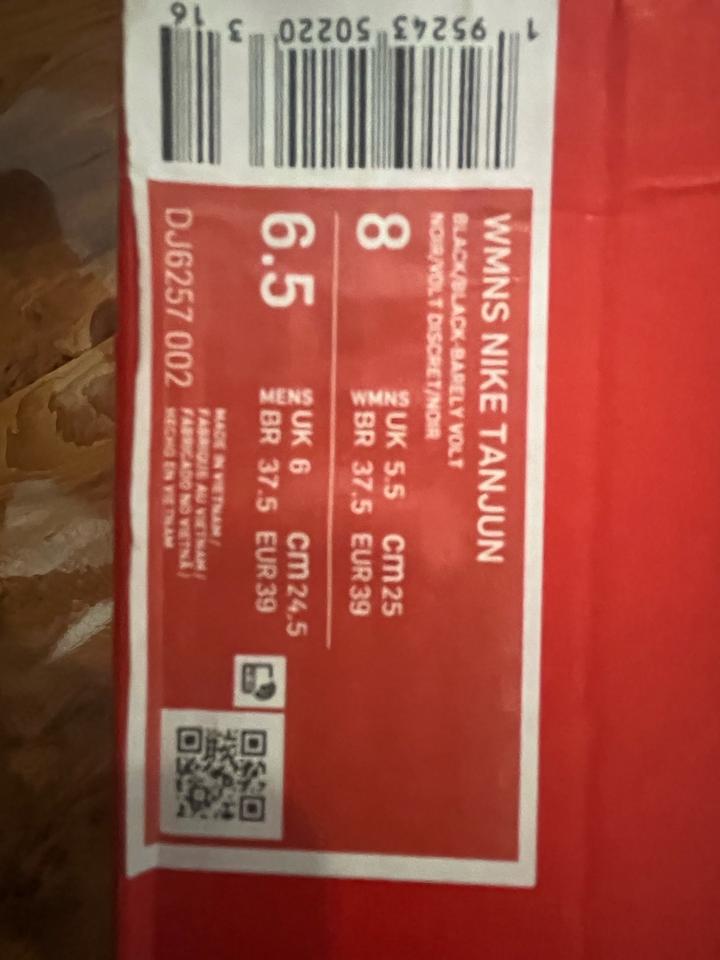 1 95243 50220 3 16
WMNS NIKE TANJUN
BLACK/BLACK-BARELY VOLT
NOIR/VOLT DISCRET/NOIR
8 WMNS UK 5.5 cm 25
BR 37.5 EUR 39
6.5 MENS UK 6 cm 24.5
BR 37.5 EUR 39
DJ6257 002
MADE IN VIETNAM /
FABRIQUE AU VIETNAM /
FABRICADO NO VIETNÃ /
HECHO EN VIETNAM